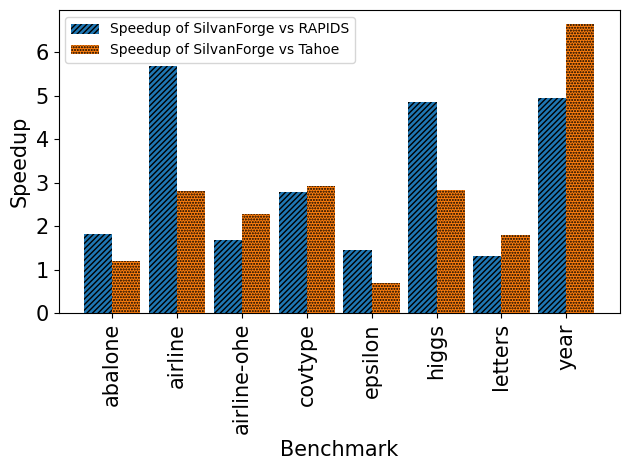 Speedup of SilvanForge vs RAPIDS
Speedup of SilvanForge vs Tahoe
Speedup
6
5
4
3
2
1
0
abalone
airline
airline-ohe
covtype
epsilon
higgs
letters
year
Benchmark